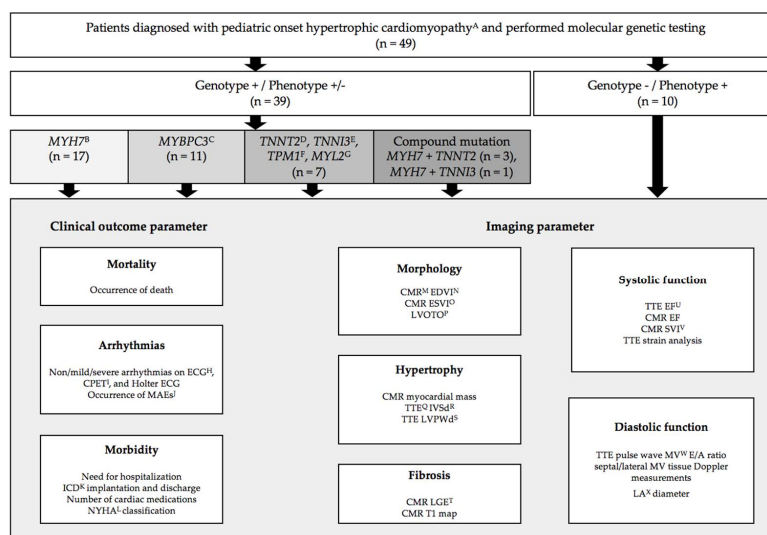 Patients diagnosed with pediatric onset hypertrophic cardiomyopathyᴬ and performed molecular genetic testing
(n = 49)
Genotype + / Phenotype +/-
(n = 39)
Genotype - / Phenotype +
(n = 10)
MYH7ᴮ
(n = 17)
MYBPC3ᶜ
(n = 11)
TNNT2ᴰ, TNNI3ᴱ,
TPM1ꟳ, MYL2ᴳ
(n = 7)
Compound mutation
MYH7 + TNNT2 (n = 3),
MYH7 + TNNI3 (n = 1)
Clinical outcome parameter
Mortality
Occurrence of death
Arrhythmias
Non/mild/severe arrhythmias on ECGᴴ,
CPETᴵ, and Holter ECG
Occurrence of MAEsᴶ
Morbidity
Need for hospitalization
ICDᴷ implantation and discharge
Number of cardiac medications
NYHAᴸ classification
Imaging parameter
Morphology
CMRᴹ EDVIᴺ
CMR ESVIᴼ
LVOTOᴾ
Hypertrophy
CMR myocardial mass
TTEꟴ IVSdᴿ
TTE LVPWdˢ
Fibrosis
CMR LGEᵀ
CMR T1 map
Systolic function
TTE EFᵁ
CMR EF
CMR SVIⱽ
TTE strain analysis
Diastolic function
TTE pulse wave MVᵂ E/A ratio
septal/lateral MV tissue Doppler
measurements
LAˣ diameter